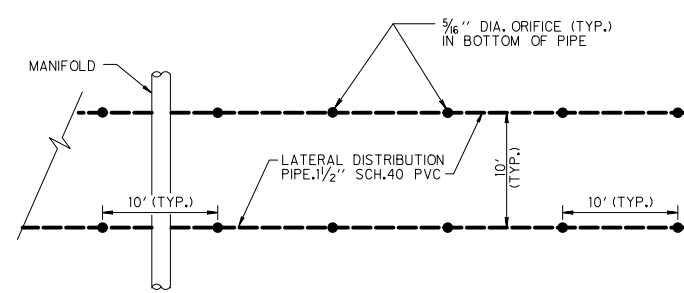 5/16'' DIA. ORIFICE (TYP.)
IN BOTTOM OF PIPE
MANIFOLD
LATERAL DISTRIBUTION
PIPE.1 1/2'' SCH.40 PVC
10'
(TYP.)
10' (TYP.)
10' (TYP.)